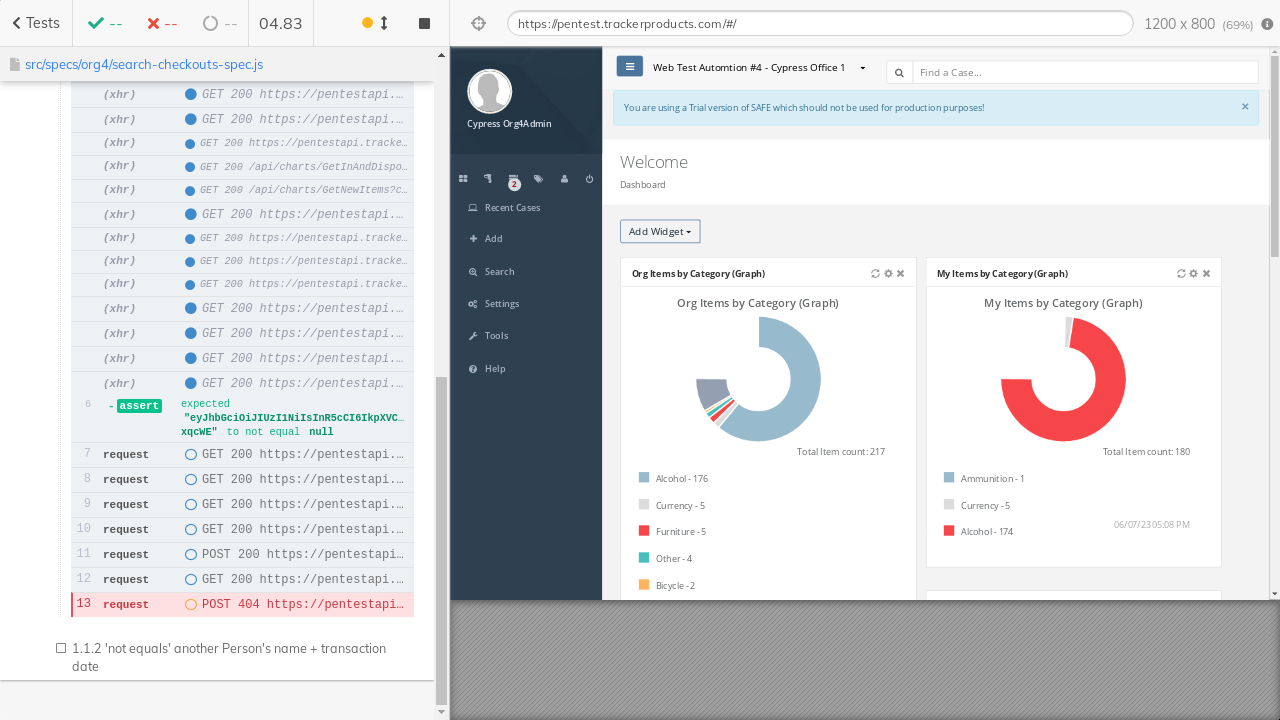 Tests
--
--
--
04.83
https://pentest.trackerproducts.com/#/
1200 x 800 (69%)
src/specs/org4/search-checkouts-spec.js
(xhr) GET 200 https://pentestapi.…
(xhr) GET 200 https://pentestapi.…
(xhr) GET 200 https://pentestapi.tracke…
(xhr) GET 200 /api/charts/GetInAndDispo…
(xhr) GET 200 /api/charts/GetNewItems?c…
(xhr) GET 200 https://pentestapi.…
(xhr) GET 200 https://pentestapi.tracke…
(xhr) GET 200 https://pentestapi.tracke…
(xhr) GET 200 https://pentestapi.tracke…
(xhr) GET 200 https://pentestapi.…
(xhr) GET 200 https://pentestapi.…
(xhr) GET 200 https://pentestapi.…
(xhr) GET 200 https://pentestapi.…
6 -assert expected
"eyJhbGciOiJIUzI1NiIsInR5cCI6IkpXVC…
xqcWE" to not equal null
7 request GET 200 https://pentestapi.…
8 request GET 200 https://pentestapi.…
9 request GET 200 https://pentestapi.…
10 request GET 200 https://pentestapi.…
11 request POST 200 https://pentestapi…
12 request GET 200 https://pentestapi.…
13 request POST 404 https://pentestapi…
1.1.2 'not equals' another Person's name + transaction
date
Cypress Org4Admin
2
Recent Cases
Add
Search
Settings
Tools
Help
Web Test Automtion #4 - Cypress Office 1
Find a Case...
You are using a Trial version of SAFE which should not be used for production purposes!
×
Welcome
Dashboard
Add Widget
Org Items by Category (Graph)
Org Items by Category (Graph)
Total Item count: 217
Alcohol - 176
Currency - 5
Furniture - 5
Other - 4
Bicycle - 2
My Items by Category (Graph)
My Items by Category (Graph)
Total Item count: 180
Ammunition - 1
Currency - 5
Alcohol - 174
06/07/23 05:08 PM